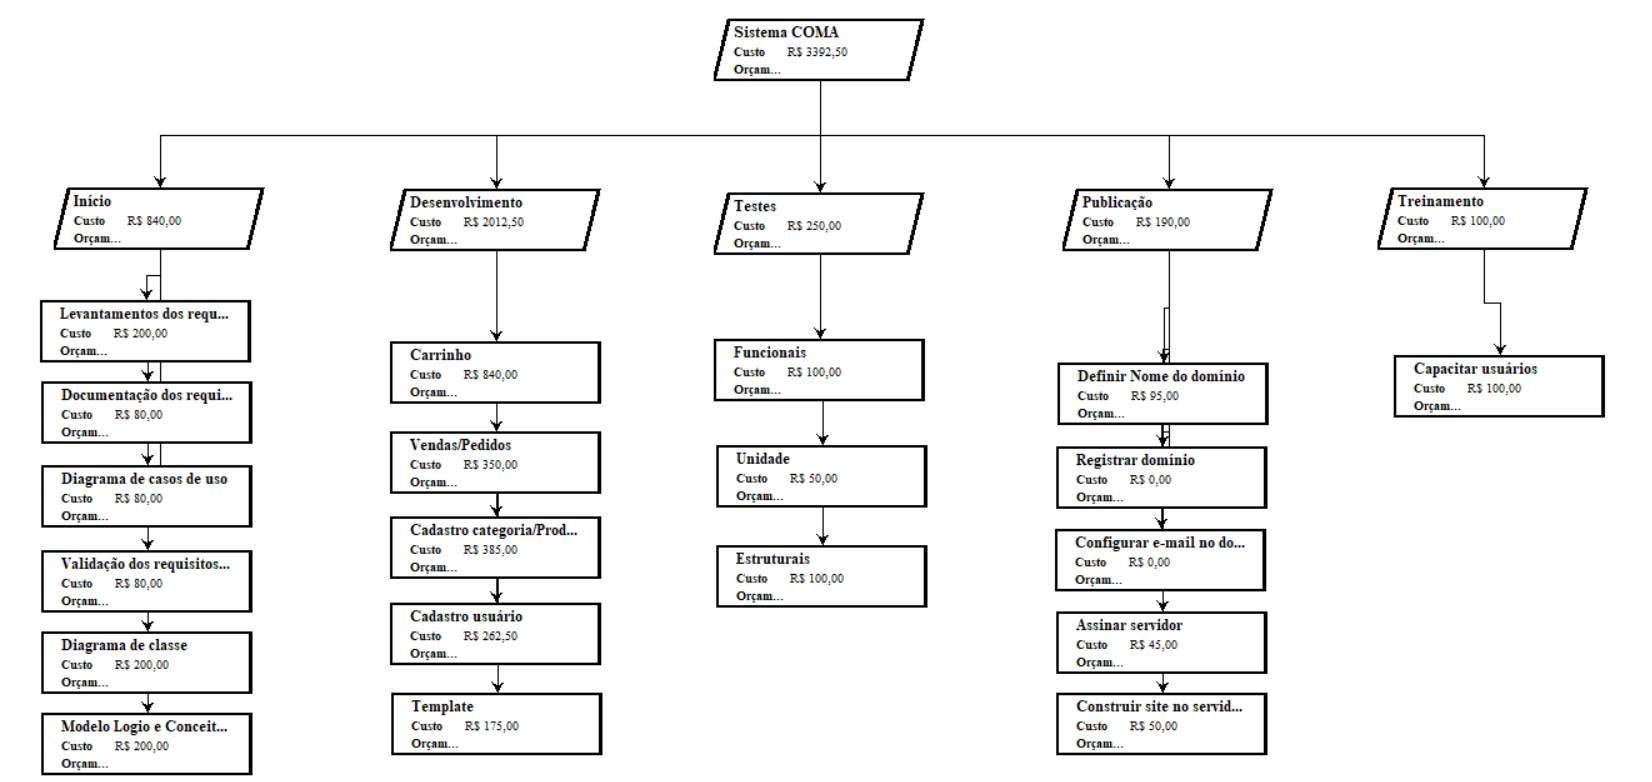 Sistema COMA
Custo R$ 3392,50
Orçam...
Início
Custo R$ 840,00
Orçam...
Desenvolvimento
Custo R$ 2012,50
Orçam...
Testes
Custo R$ 250,00
Orçam...
Publicação
Custo R$ 190,00
Orçam...
Treinamento
Custo R$ 100,00
Orçam...
Levantamentos dos requ...
Custo R$ 200,00
Orçam...
Documentação dos requi...
Custo R$ 80,00
Orçam...
Diagrama de casos de uso
Custo R$ 80,00
Orçam...
Validação dos requisitos...
Custo R$ 80,00
Orçam...
Diagrama de classe
Custo R$ 200,00
Orçam...
Modelo Logio e Conceit...
Custo R$ 200,00
Orçam...
Carrinho
Custo R$ 840,00
Orçam...
Vendas/Pedidos
Custo R$ 350,00
Orçam...
Cadastro categoria/Prod...
Custo R$ 385,00
Orçam...
Cadastro usuário
Custo R$ 262,50
Orçam...
Template
Custo R$ 175,00
Orçam...
Funcionais
Custo R$ 100,00
Orçam...
Unidade
Custo R$ 50,00
Orçam...
Estruturais
Custo R$ 100,00
Orçam...
Definir Nome do domínio
Custo R$ 95,00
Orçam...
Registrar domínio
Custo R$ 0,00
Orçam...
Configurar e-mail no do...
Custo R$ 0,00
Orçam...
Assinar servidor
Custo R$ 45,00
Orçam...
Construir site no servid...
Custo R$ 50,00
Orçam...
Capacitar usuários
Custo R$ 100,00
Orçam...